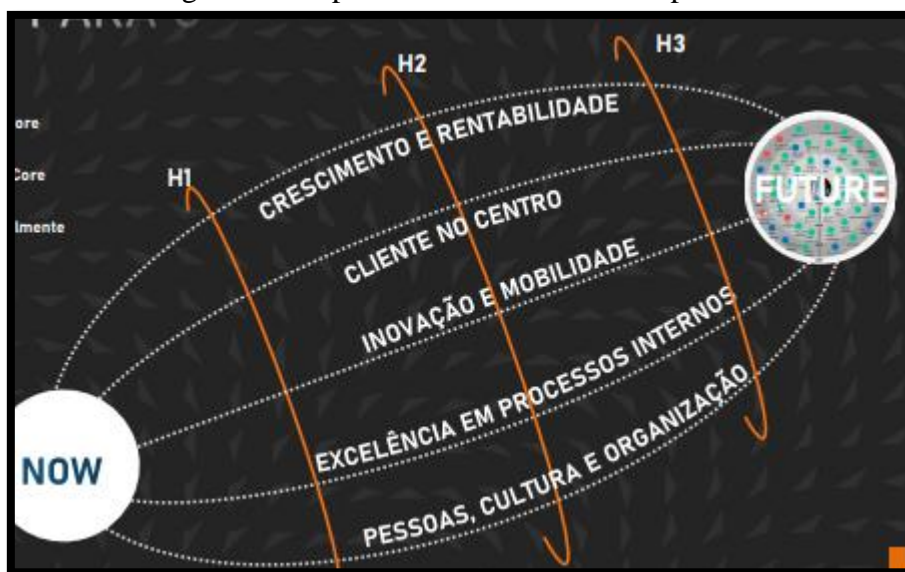 H3
H2
ore
CRESCIMENTO E RENTABILIDADE
Core
H1
FUTURE
lmente
CLIENTE NO CENTRO
INOVAÇÃO E MOBILIDADE
EXCELÊNCIA EM PROCESSOS INTERNOS
NOW
PESSOAS, CULTURA E ORGANIZAÇÃO